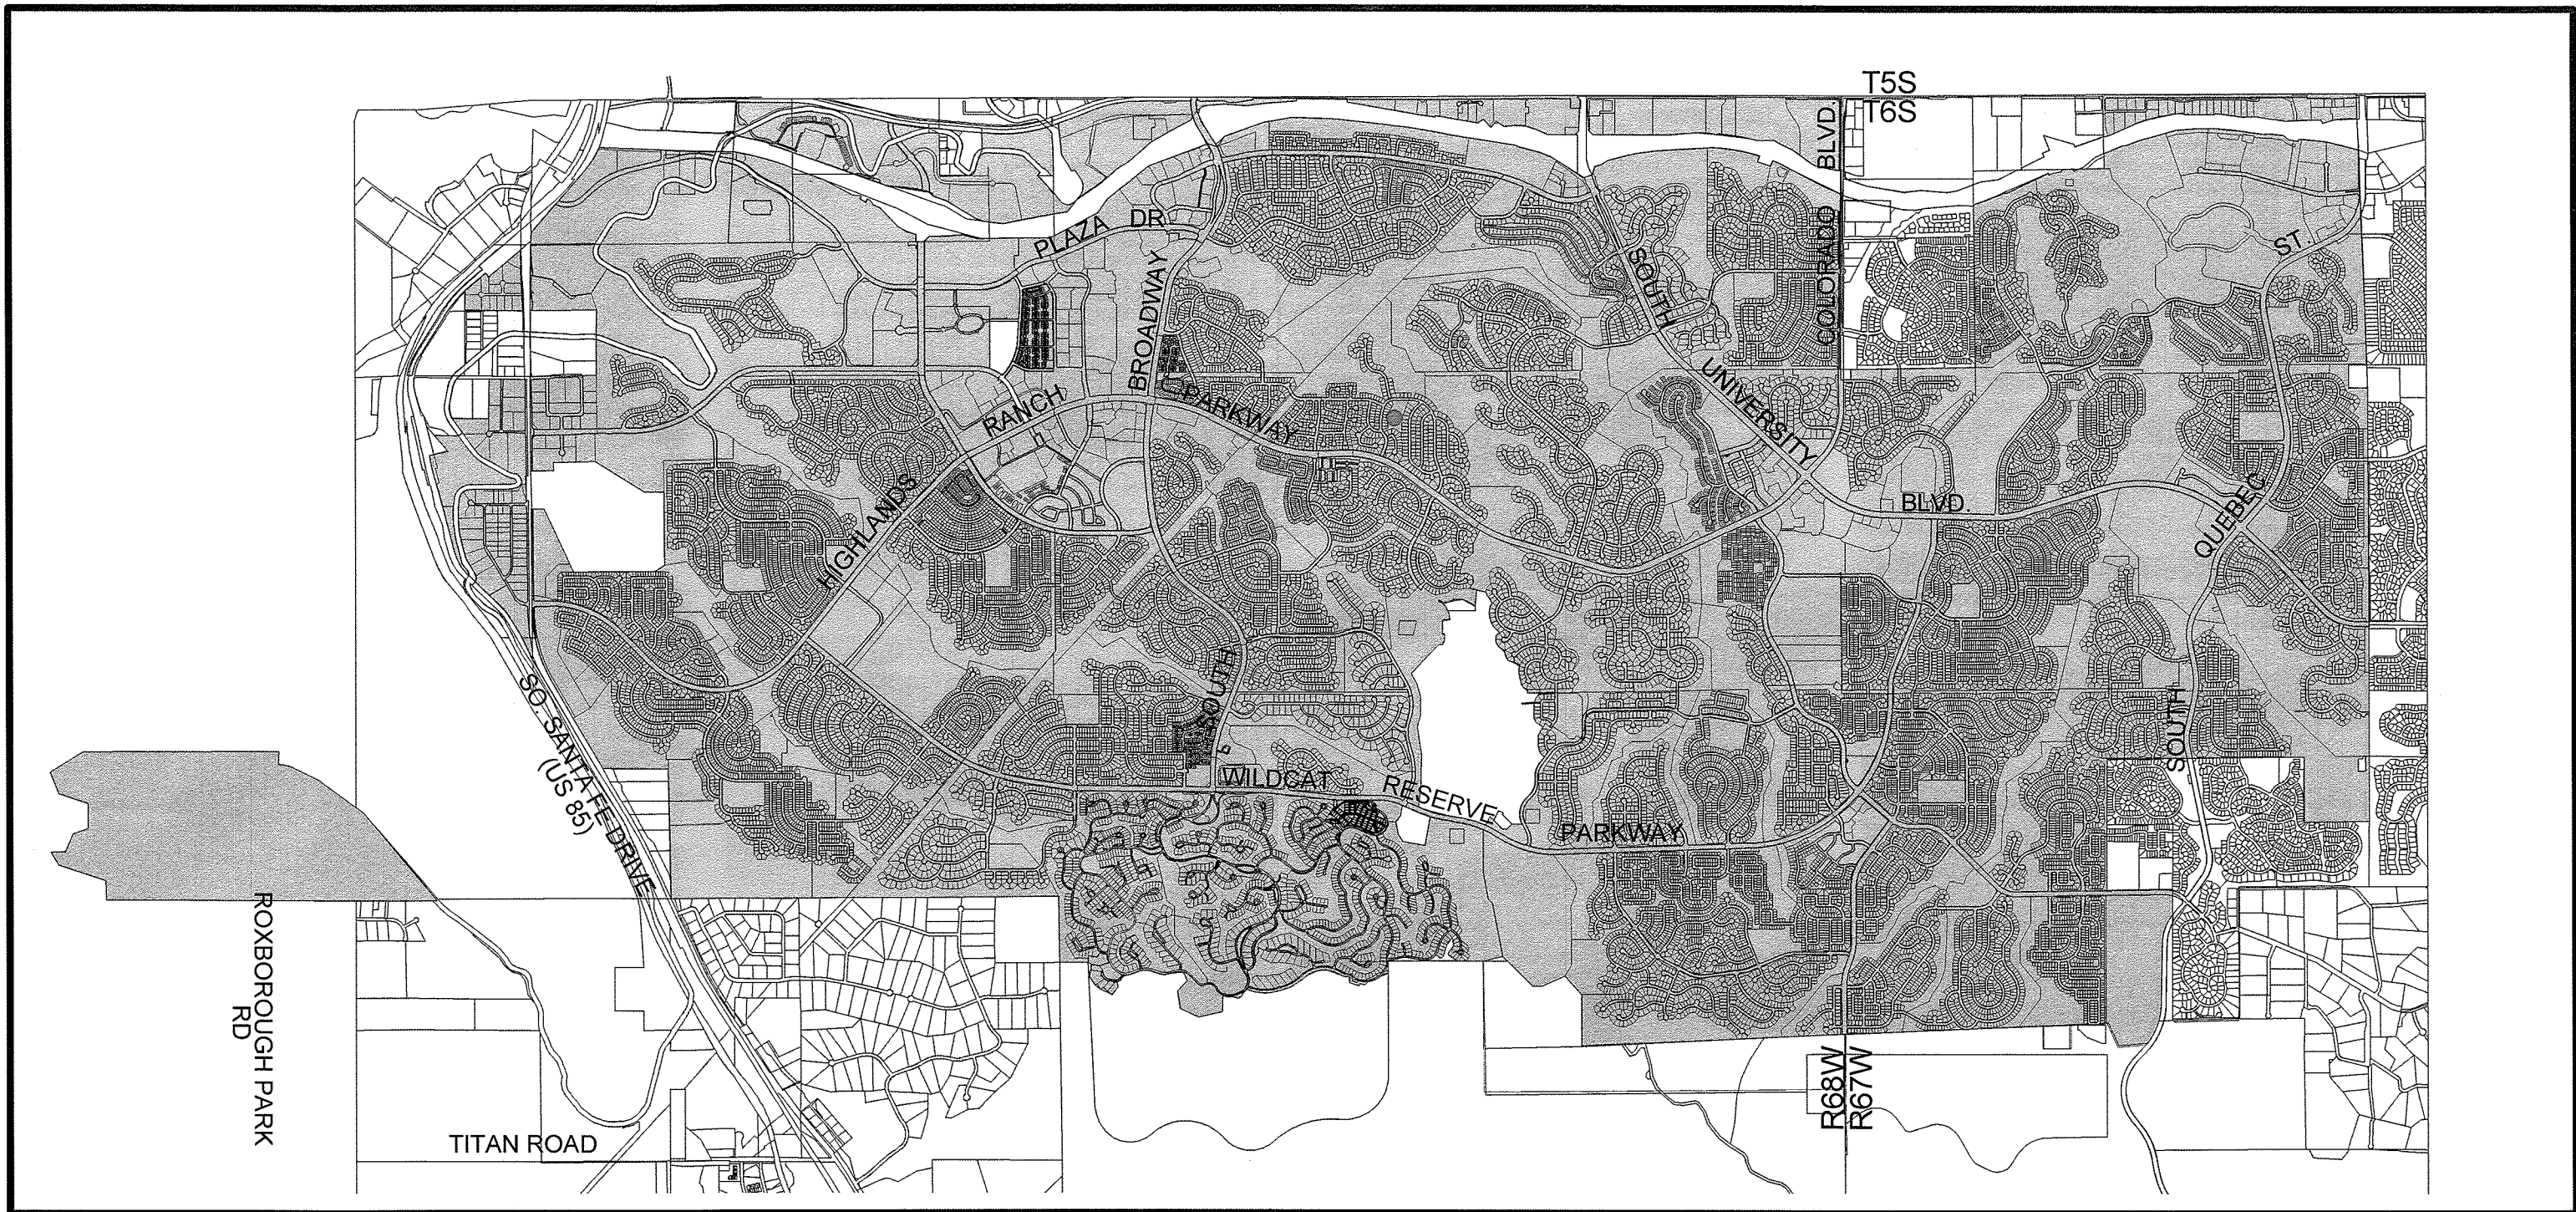 T5S
T6S
BLVD.
COLORADO
PLAZA DR.
BROADWAY
SOUTH
ST.
SOUTH
UNIVERSITY
BLVD.
HIGHLANDS
RANCH
PARKWAY
QUEBEC
SOUTH
SO. SANTA FE DRIVE
(US 85)
WILDCAT
RESERVE
PARKWAY
ROXBOROUGH PARK
RD
R68W
R67W
TITAN ROAD